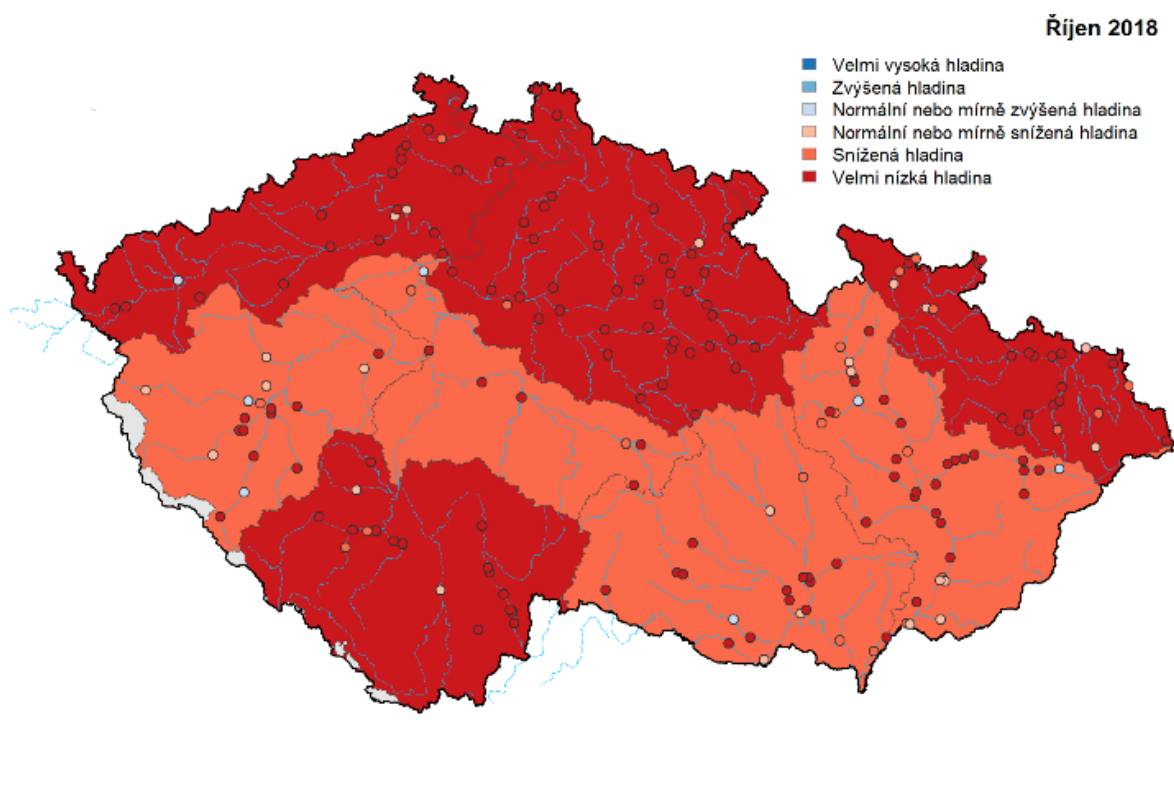 Říjen 2018
Velmi vysoká hladina
Zvýšená hladina
Normální nebo mírně zvýšená hladina
Normální nebo mírně snížená hladina
Snížená hladina
Velmi nízká hladina